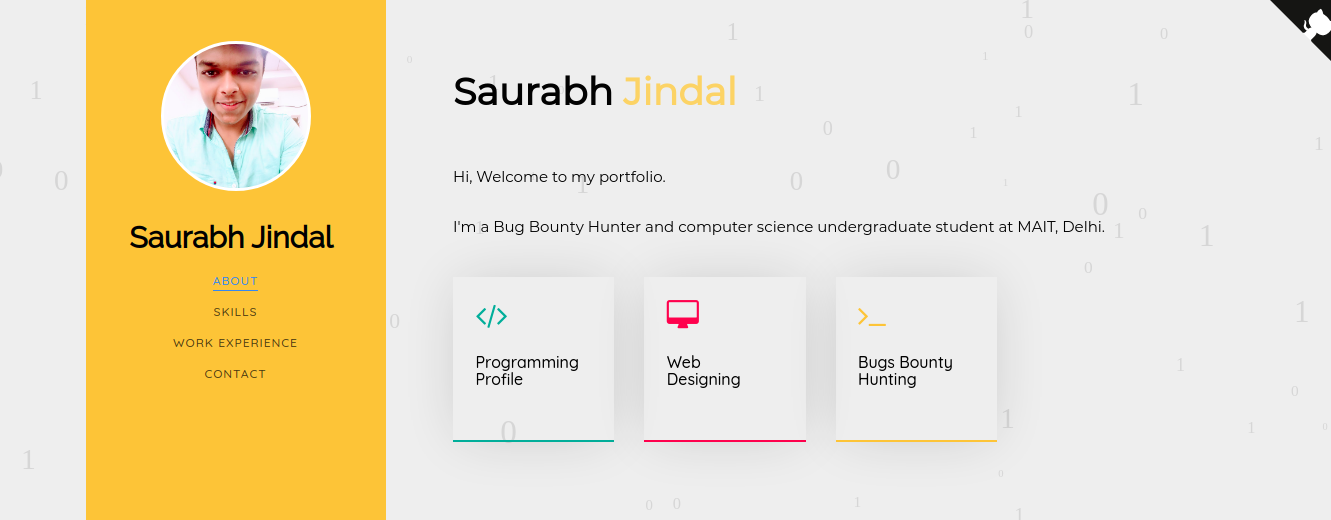 Saurabh Jindal
ABOUT
SKILLS
WORK EXPERIENCE
CONTACT
Saurabh Jindal
Hi, Welcome to my portfolio.
I'm a Bug Bounty Hunter and computer science undergraduate student at MAIT, Delhi.
Programming
Profile
Web
Designing
Bugs Bounty
Hunting